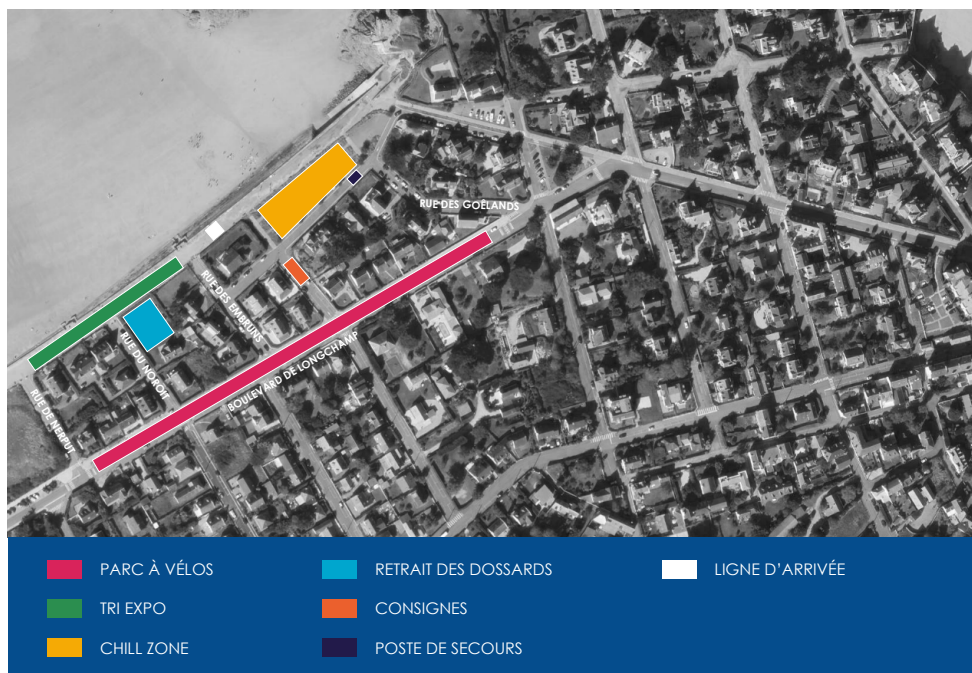 RUE DES GOËLANDS
RUE DES EMBRUNS
RUE DU NOROIT
BOULEVARD DE LONGCHAMP
RUE DE NERPUT
PARC À VÉLOS
RETRAIT DES DOSSARDS
LIGNE D’ARRIVÉE
TRI EXPO
CONSIGNES
CHILL ZONE
POSTE DE SECOURS